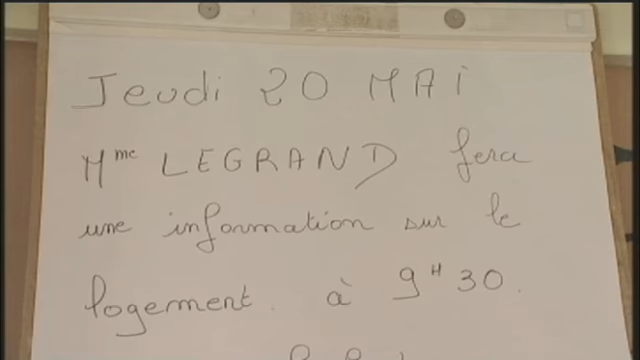 Jeudi 20 MAI
Mme LEGRAND fera
une information sur le
logement. à 9H30.